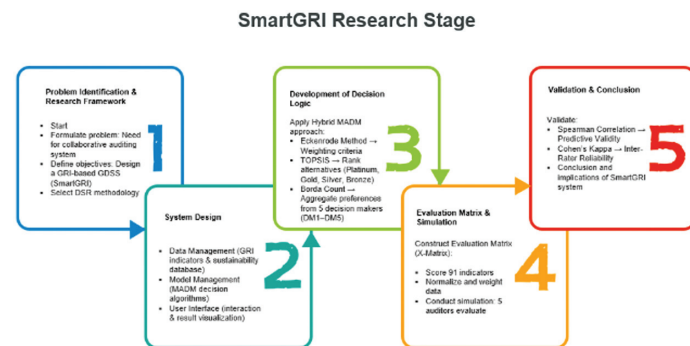 SmartGRI Research Stage
Problem Identification &
Research Framework
• Start
• Formulate problem: Need
for collaborative auditing
system
• Define objectives: Design
a GRI-based GDSS
(SmartGRI)
• Select DSR methodology
1
System Design
• Data Management (GRI
indicators & sustainability
database)
• Model Management
(MADM decision
algorithms)
• User Interface (interaction
& result visualization)
2
Development of Decision
Logic
Apply Hybrid MADM
approach:
• Eckenrode Method →
Weighting criteria
• TOPSIS → Rank
alternatives (Platinum,
Gold, Silver, Bronze)
• Borda Count →
Aggregate preferences
from 5 decision makers
(DM1–DM5)
3
Evaluation Matrix &
Simulation
Construct Evaluation Matrix
(X-Matrix):
• Score 91 indicators
• Normalize and weight
data
• Conduct simulation: 5
auditors evaluate
4
Validation & Conclusion
Validate:
• Spearman Correlation →
Predictive Validity
• Cohen's Kappa → Inter-
Rator Reliability
• Conclusion and
implications of SmartGRI
system
5